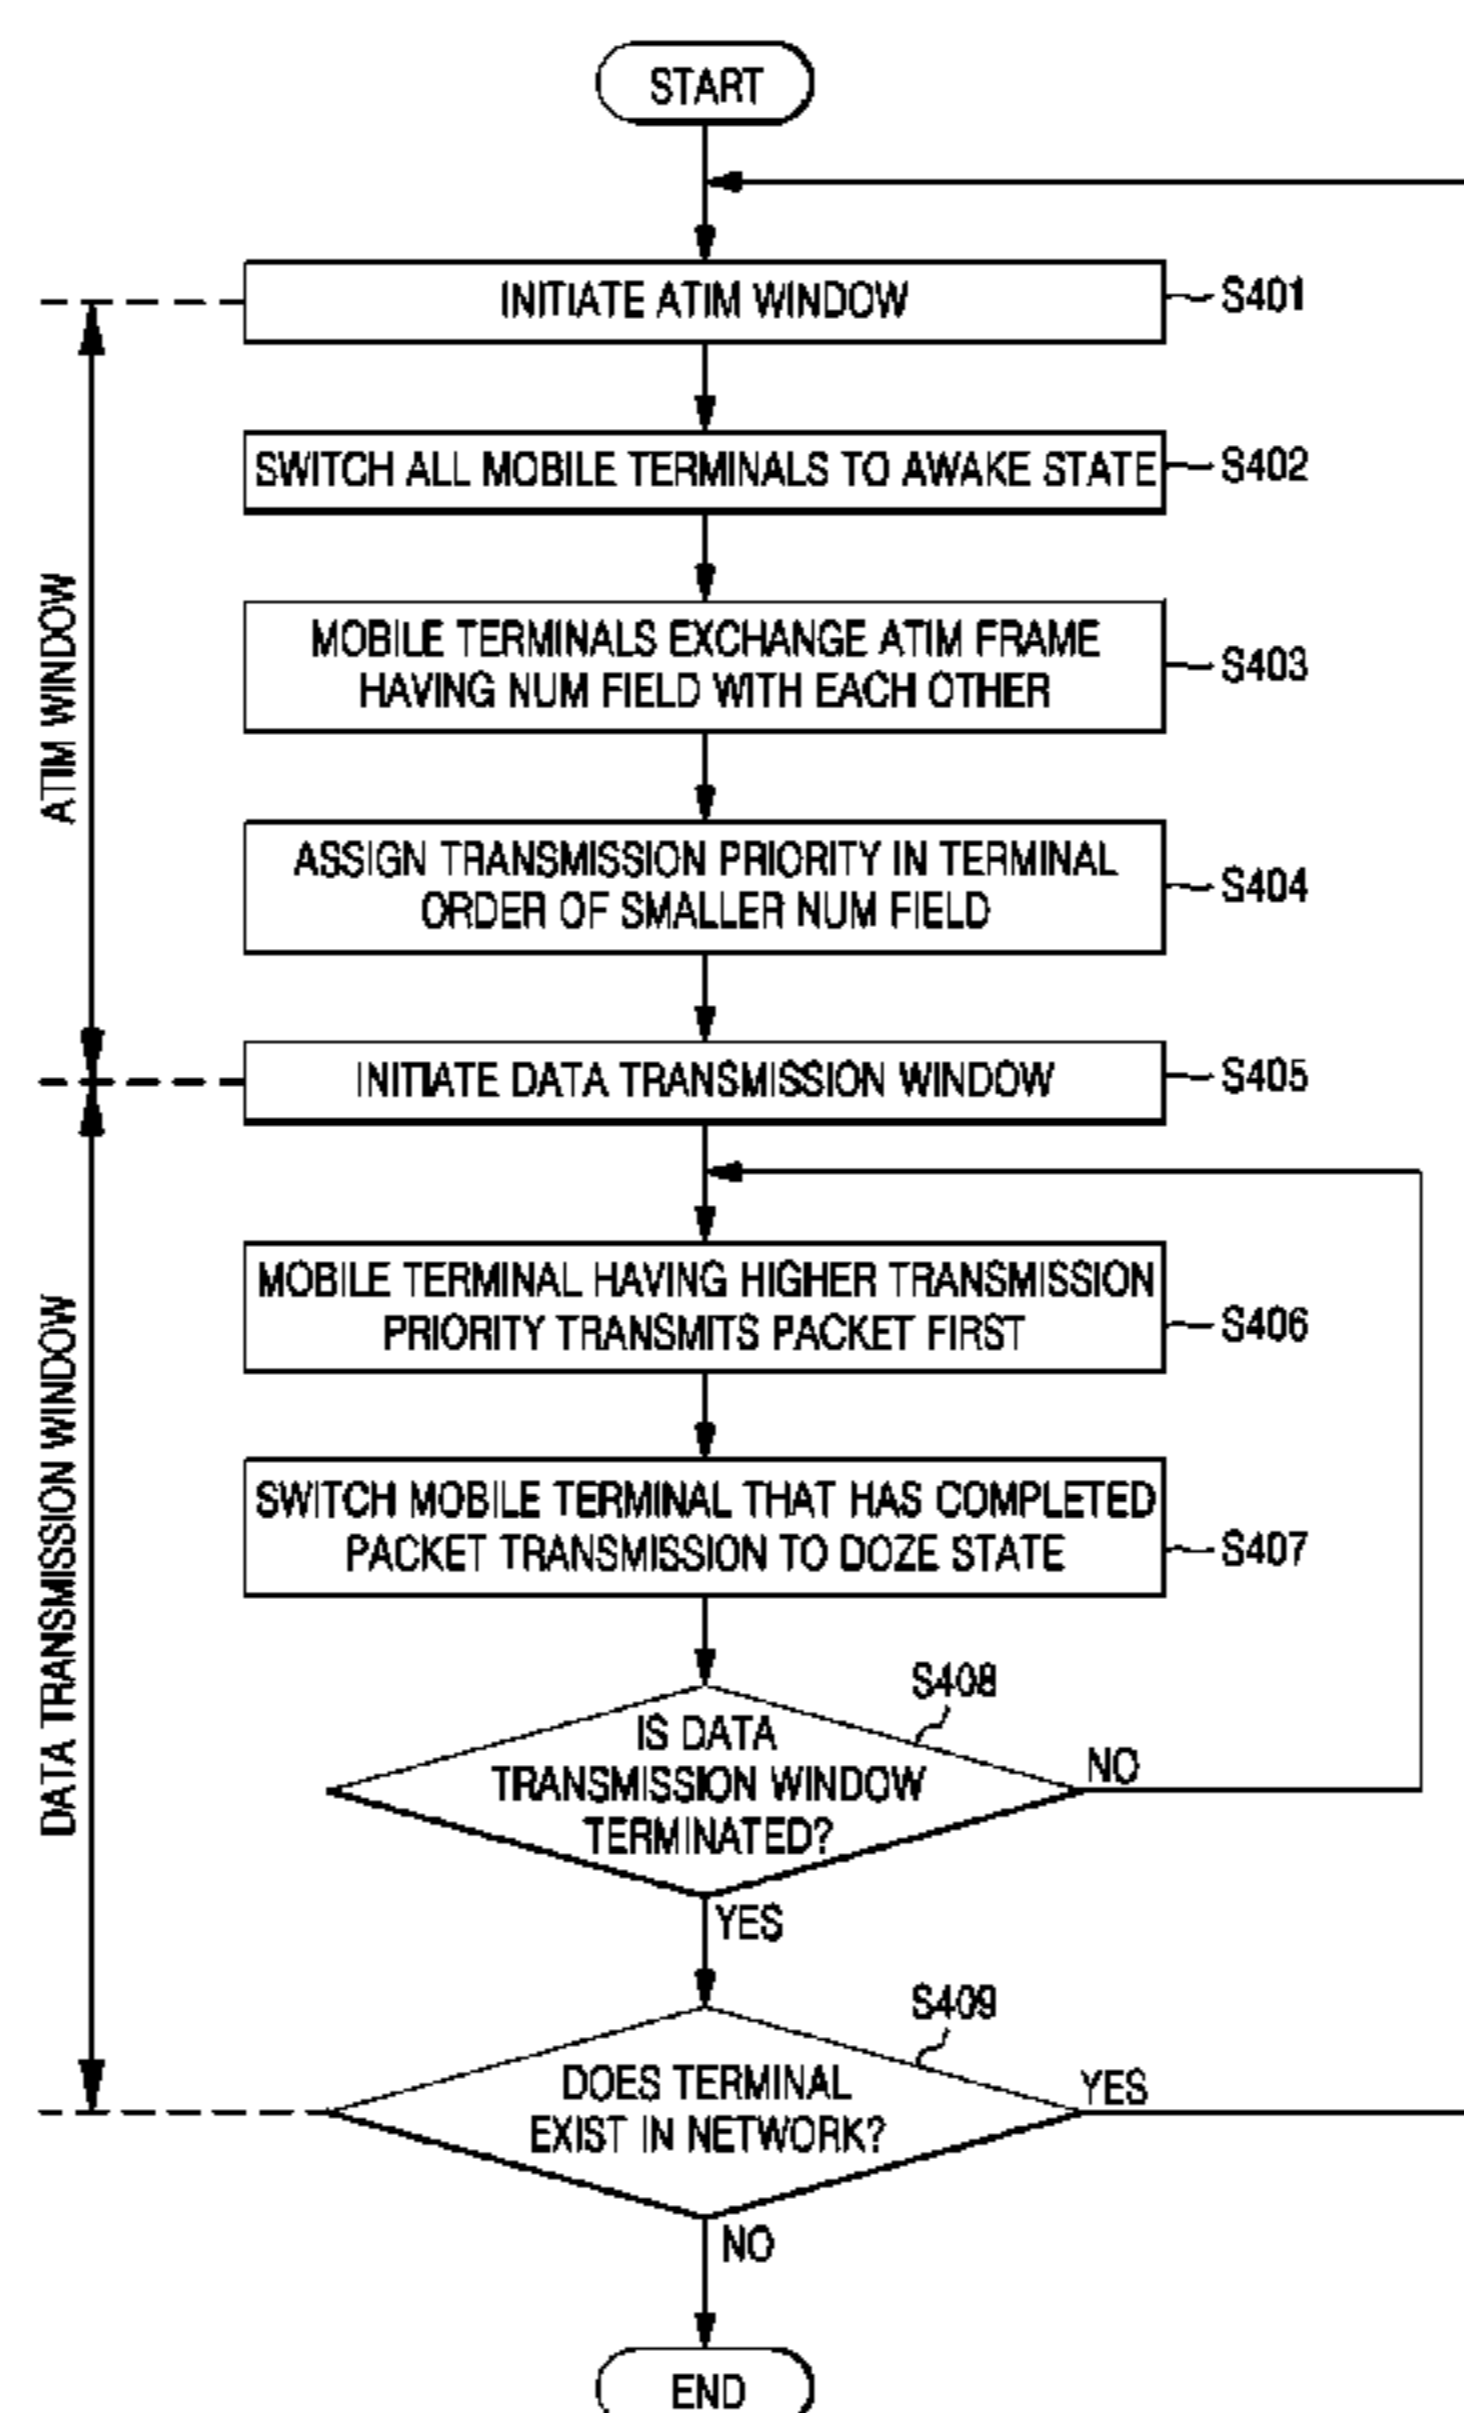 START
INITIATE ATIM WINDOW
S401
SWITCH ALL MOBILE TERMINALS TO AWAKE STATE
S402
MOBILE TERMINALS EXCHANGE ATIM FRAME
HAVING NUM FIELD WITH EACH OTHER
S403
ATIM WINDOW
ASSIGN TRANSMISSION PRIORITY IN TERMINAL
ORDER OF SMALLER NUM FIELD
S404
INITIATE DATA TRANSMISSION WINDOW
S405
MOBILE TERMINAL HAVING HIGHER TRANSMISSION
PRIORITY TRANSMITS PACKET FIRST
S406
DATA TRANSMISSION WINDOW
SWITCH MOBILE TERMINAL THAT HAS COMPLETED
PACKET TRANSMISSION TO DOZE STATE
S407
S408
IS DATA
TRANSMISSION WINDOW
TERMINATED?
NO
YES
S409
DOES TERMINAL
EXIST IN NETWORK?
YES
NO
END